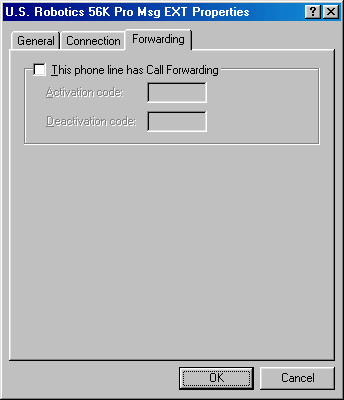 U.S. Robotics 56K Pro Msg EXT Properties
General Connection Forwarding
This phone line has Call Forwarding
Activation code:
Deactivation code:
OK Cancel